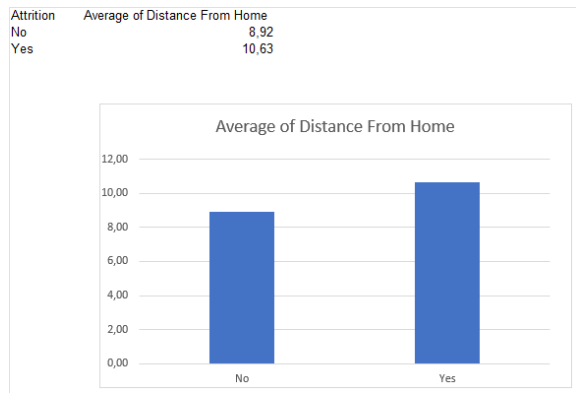 Attrition Average of Distance From Home
No 8,92
Yes 10,63
Average of Distance From Home
12,00
10,00
8,00
6,00
4,00
2,00
0,00
No Yes